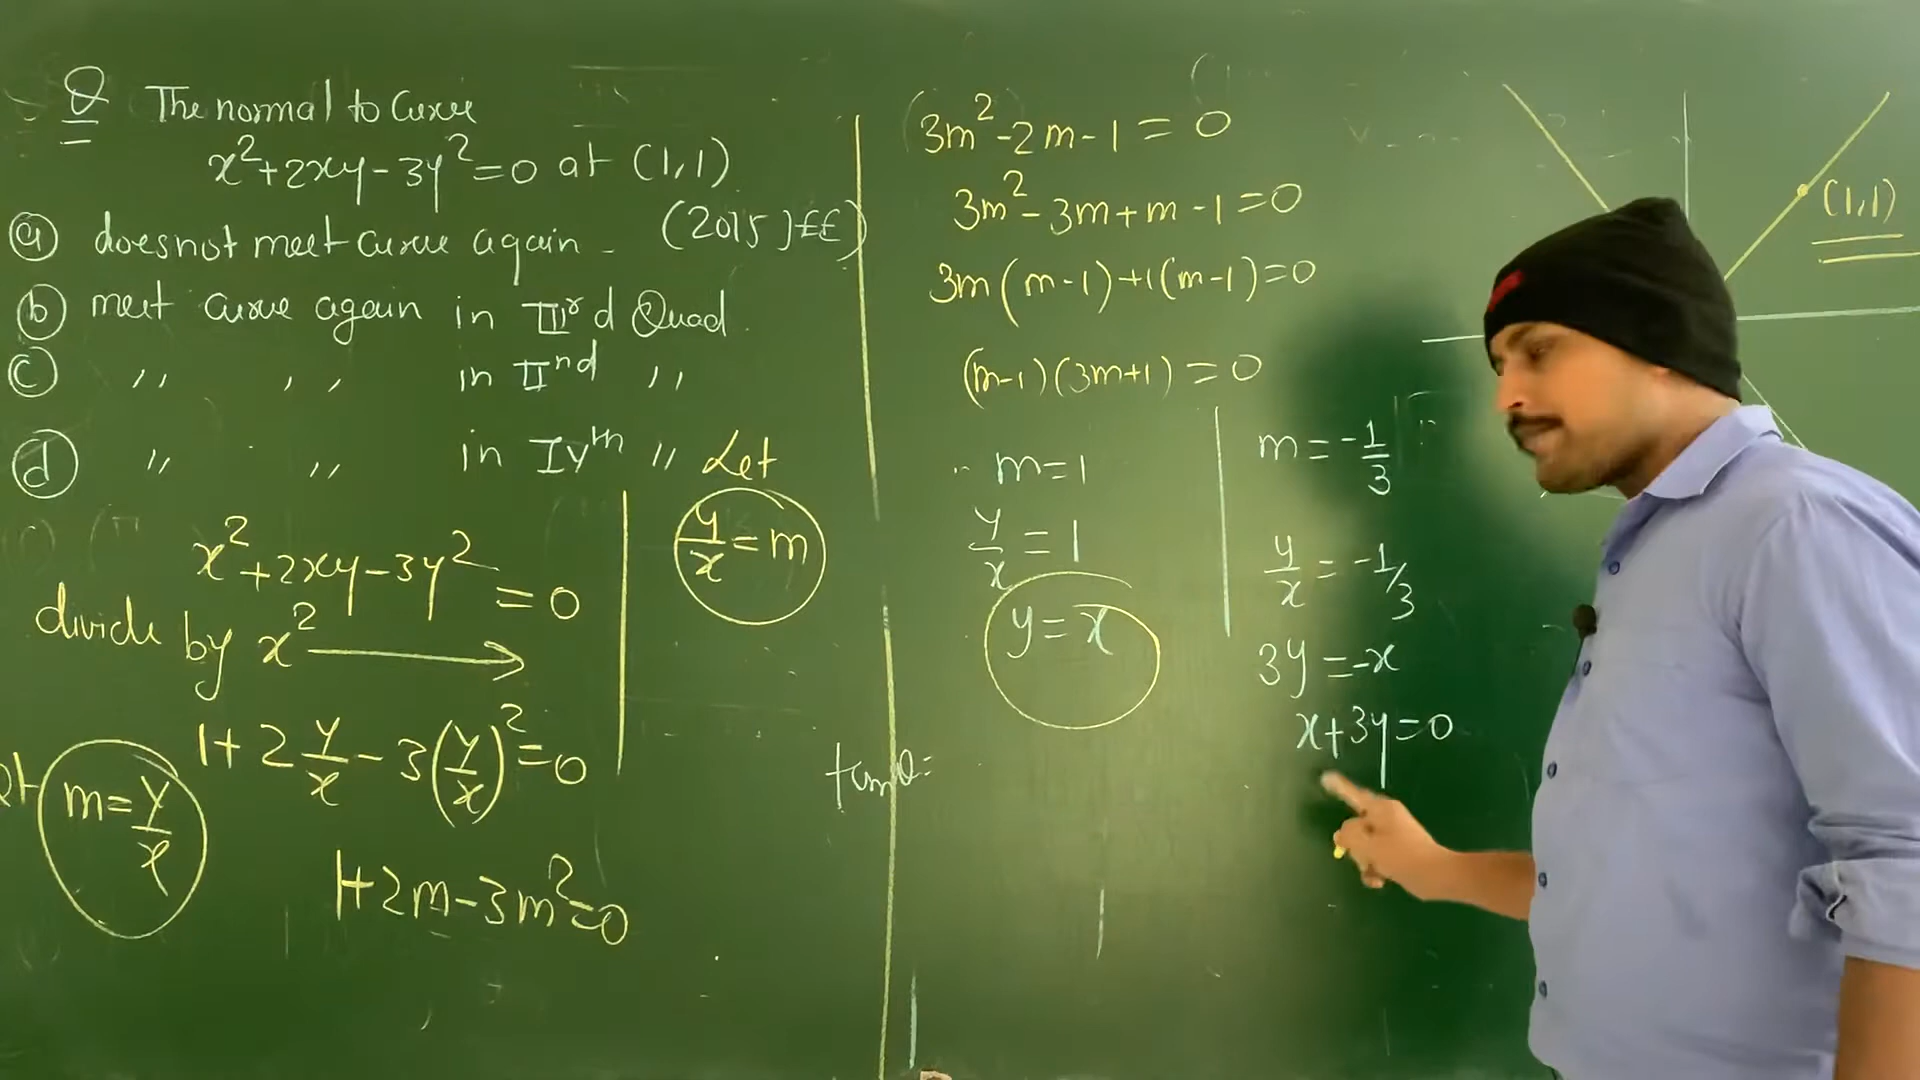 Q The normal to Curve
x²+2xy-3y²=0 at (1,1)
(a) does not meet curve again - (2015 JEE)
(b) meet curve again in IIIrd Quad.
(c) ,, ,, in IInd ,,
(d) ,, ,, in IVth ,,
x²+2xy-3y²=0
divide by x² →
1+2y/x-3(y/x)²=0
m=y/x
1+2m-3m²=0
Let
y/x=m
3m²-2m-1=0
3m²-3m+m-1=0
3m(m-1)+1(m-1)=0
(m-1)(3m+1)=0
m=1
y/x=1
y=x
tanθ=
m=-1/3
y/x=-1/3
3y=-x
x+3y=0
(1,1)